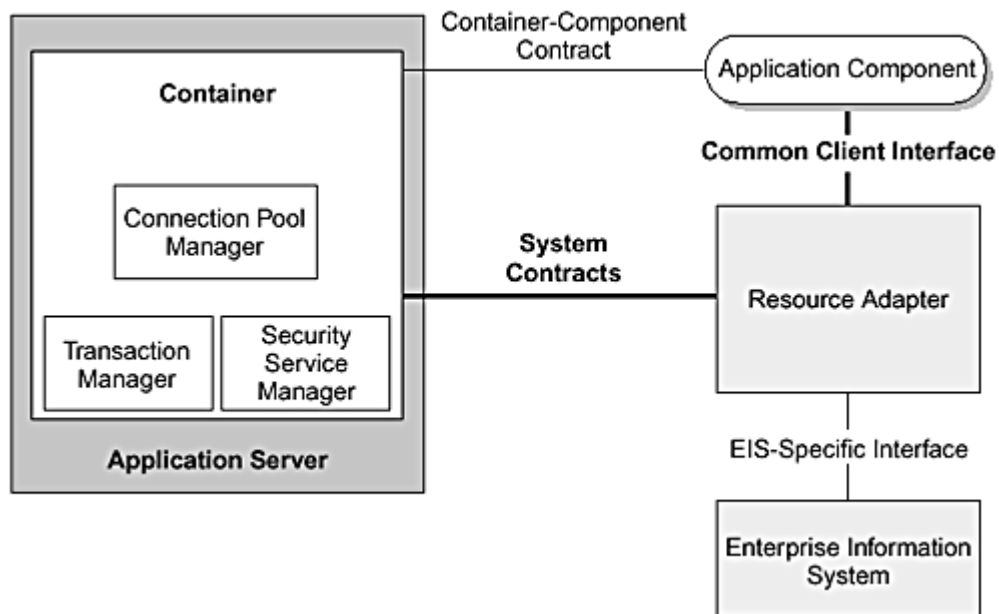 Container-Component
Contract
Application Component
Container
Common Client Interface
Connection Pool
Manager
System
Contracts
Resource Adapter
Transaction
Manager
Security
Service
Manager
Application Server
EIS-Specific Interface
Enterprise Information
System